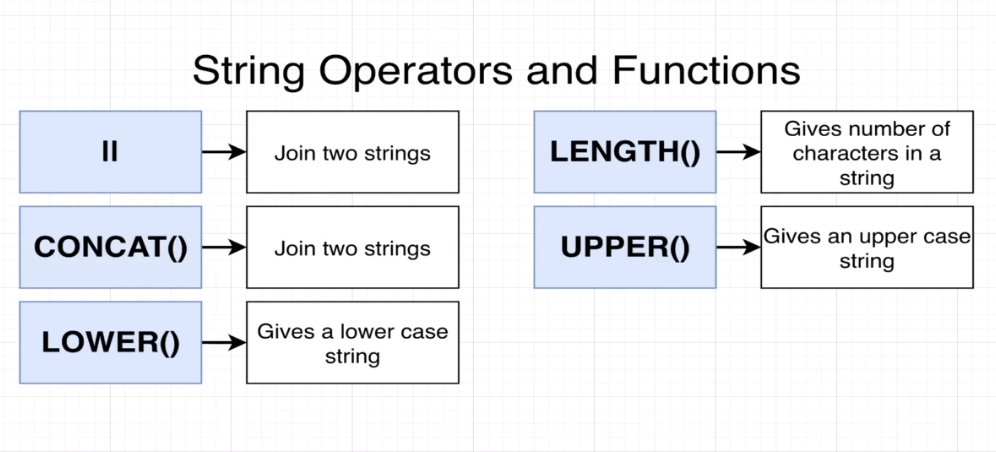 String Operators and Functions
||
Join two strings
CONCAT()
Join two strings
LOWER()
Gives a lower case
string
LENGTH()
Gives number of
characters in a
string
UPPER()
Gives an upper case
string